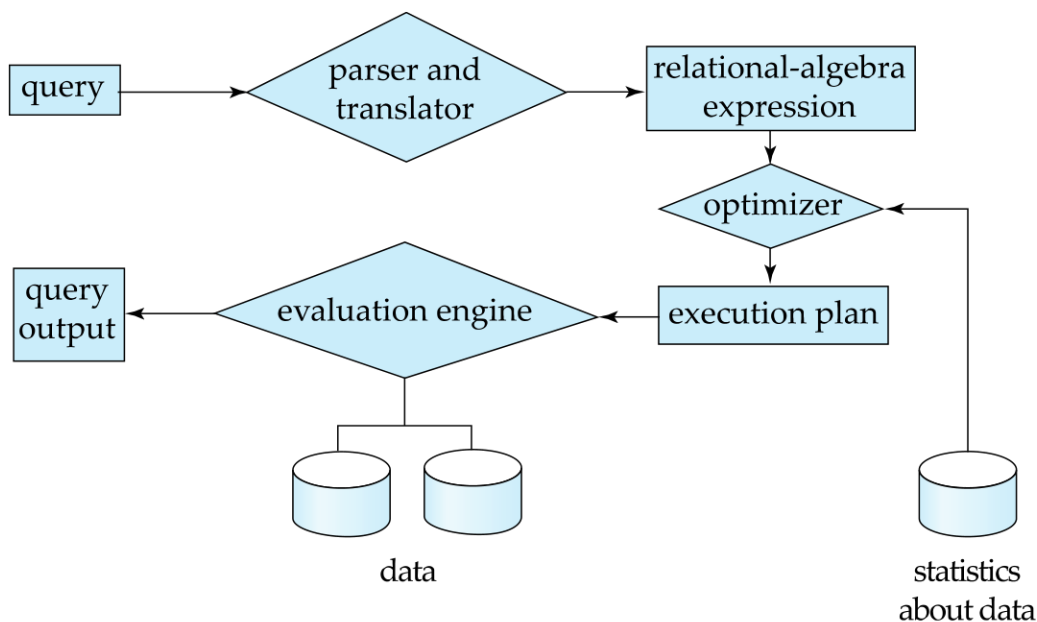 query
parser and
translator
relational-algebra
expression
optimizer
query
output
evaluation engine
execution plan
data
statistics
about data